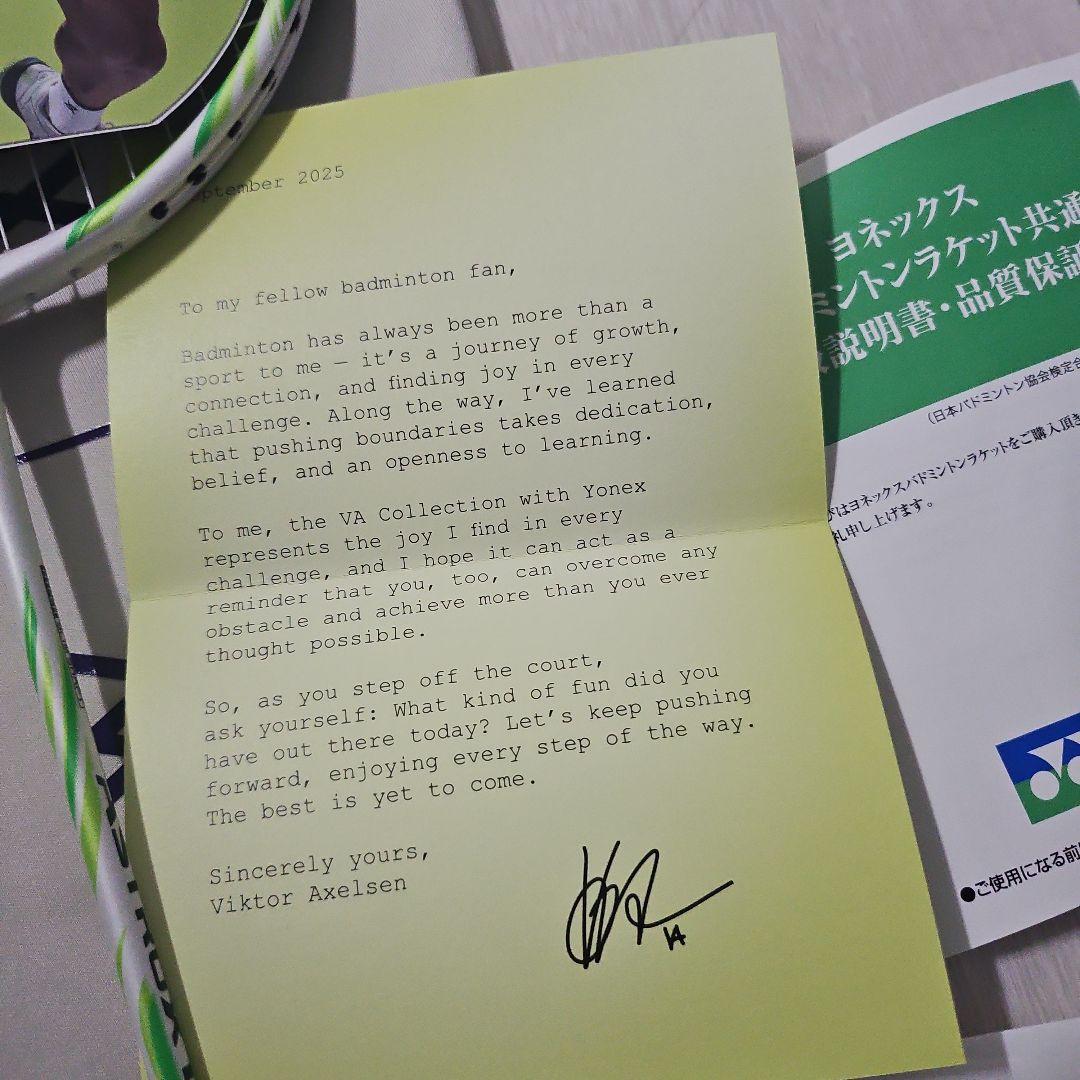 September 2025
To my fellow badminton fan,
Badminton has always been more than a
sport to me – it's a journey of growth,
connection, and finding joy in every
challenge. Along the way, I've learned
that pushing boundaries takes dedication,
belief, and an openness to learning.
To me, the VA Collection with Yonex
represents the joy I find in every
challenge, and I hope it can act as a
reminder that you, too, can overcome any
obstacle and achieve more than you ever
thought possible.
So, as you step off the court,
ask yourself: What kind of fun did you
have out there today? Let's keep pushing
forward, enjoying every step of the way.
The best is yet to come.
Sincerely yours,
Viktor Axelsen
ヨネックス
ミントンラケット共通
説明書・品質保証
(日本バドミントン協会検定合
びはヨネックスバドミントンラケットをご購入頂き
礼申し上げます。
●ご使用になる前
ASTROX